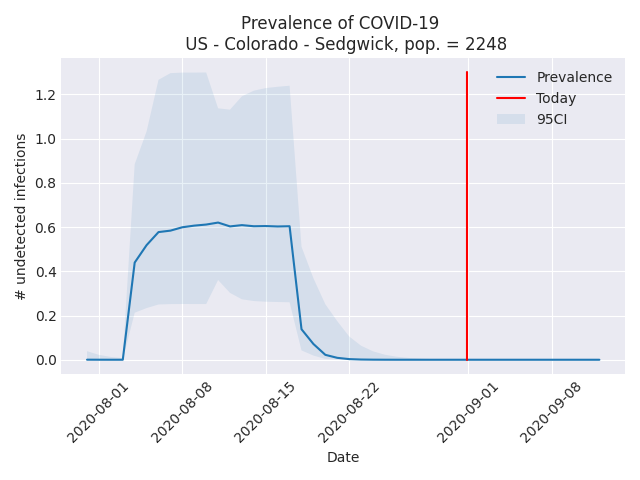 Prevalence of COVID-19
US - Colorado - Sedgwick, pop. = 2248
Prevalence
Today
95CI
# undetected infections
1.2
1.0
0.8
0.6
0.4
0.2
0.0
2020-08-01
2020-08-08
2020-08-15
2020-08-22
2020-09-01
2020-09-08
Date